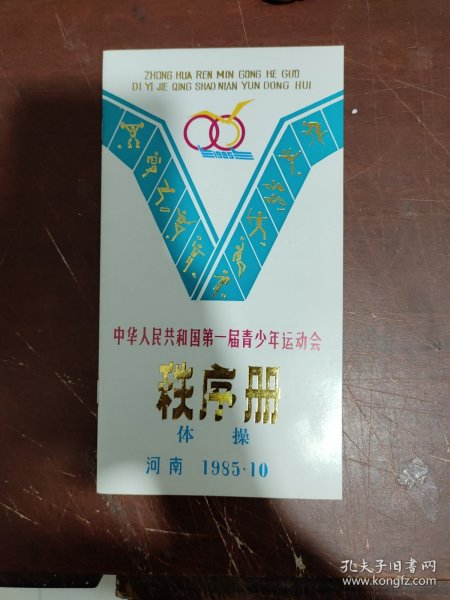 ZHONG HUA REN MIN GONG HE GUO
DI YI JIE QING SHAO NIAN YUN DONG HUI
1985
中华人民共和国第一届青少年运动会
秩序册
体 操
河南 1985·10
孔夫子旧书网
www.kongfz.com